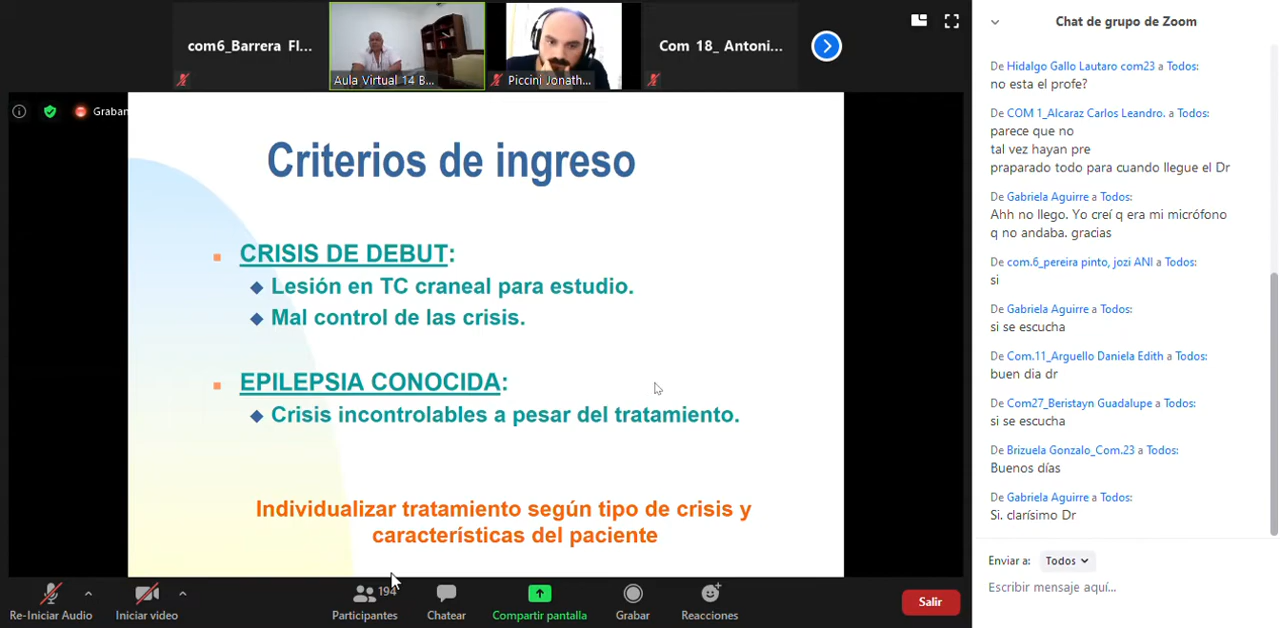 com6_Barrera Fl...
Aula Virtual 14 B...
Piccini Jonath...
Com 18_ Antoni...
Graban
Criterios de ingreso
CRISIS DE DEBUT:
Lesión en TC craneal para estudio.
Mal control de las crisis.
EPILEPSIA CONOCIDA:
Crisis incontrolables a pesar del tratamiento.
Individualizar tratamiento según tipo de crisis y
características del paciente
Re-Iniciar Audio
Iniciar video
194
Participantes
Chatear
Compartir pantalla
Grabar
Reacciones
Salir
Chat de grupo de Zoom
De Hidalgo Gallo Lautaro com23 a Todos:
no esta el profe?
De COM 1_Alcaraz Carlos Leandro. a Todos:
parece que no
tal vez hayan pre
praparado todo para cuando llegue el Dr
De Gabriela Aguirre a Todos:
Ahh no llego. Yo creí q era mi micrófono
q no andaba. gracias
De com.6_pereira pinto, jozi ANI a Todos:
si
De Gabriela Aguirre a Todos:
si se escucha
De Com.11_Arguello Daniela Edith a Todos:
buen dia dr
De Com27_Beristayn Guadalupe a Todos:
si se escucha
De Brizuela Gonzalo_Com.23 a Todos:
Buenos días
De Gabriela Aguirre a Todos:
Si. clarísimo Dr
Enviar a: Todos
Escribir mensaje aquí...